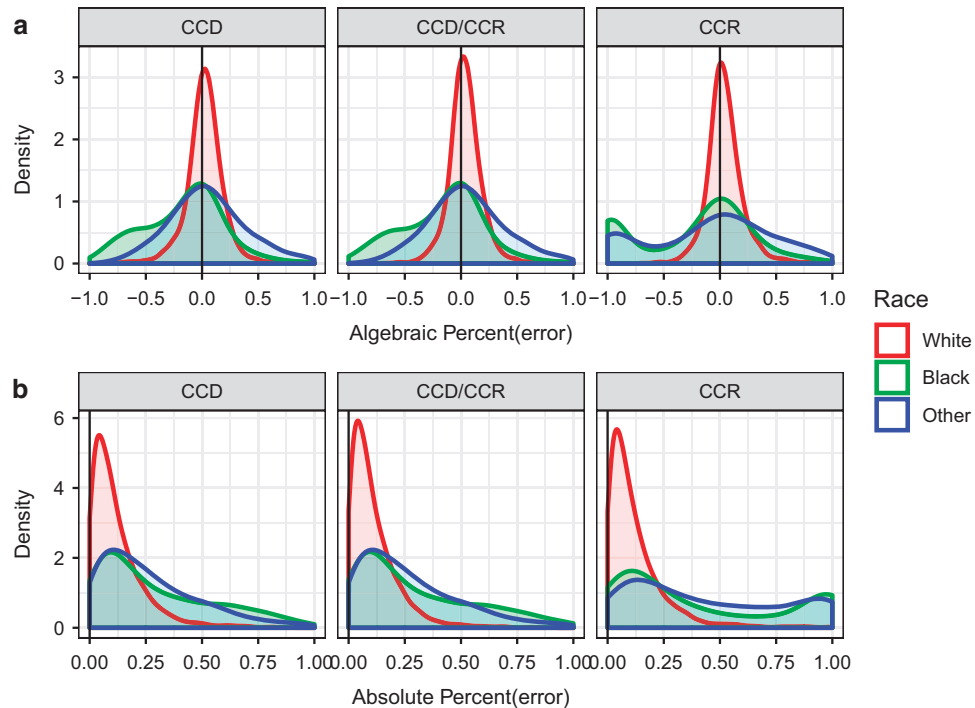 a
CCD
CCD/CCR
CCR
3
2
1
0
Density
−1.0 −0.5 0.0 0.5 1.0
−1.0 −0.5 0.0 0.5 1.0
−1.0 −0.5 0.0 0.5 1.0
Algebraic Percent(error)
Race
White
Black
Other
b
CCD
CCD/CCR
CCR
6
4
2
0
Density
0.00 0.25 0.50 0.75 1.00
0.00 0.25 0.50 0.75 1.00
0.00 0.25 0.50 0.75 1.00
Absolute Percent(error)